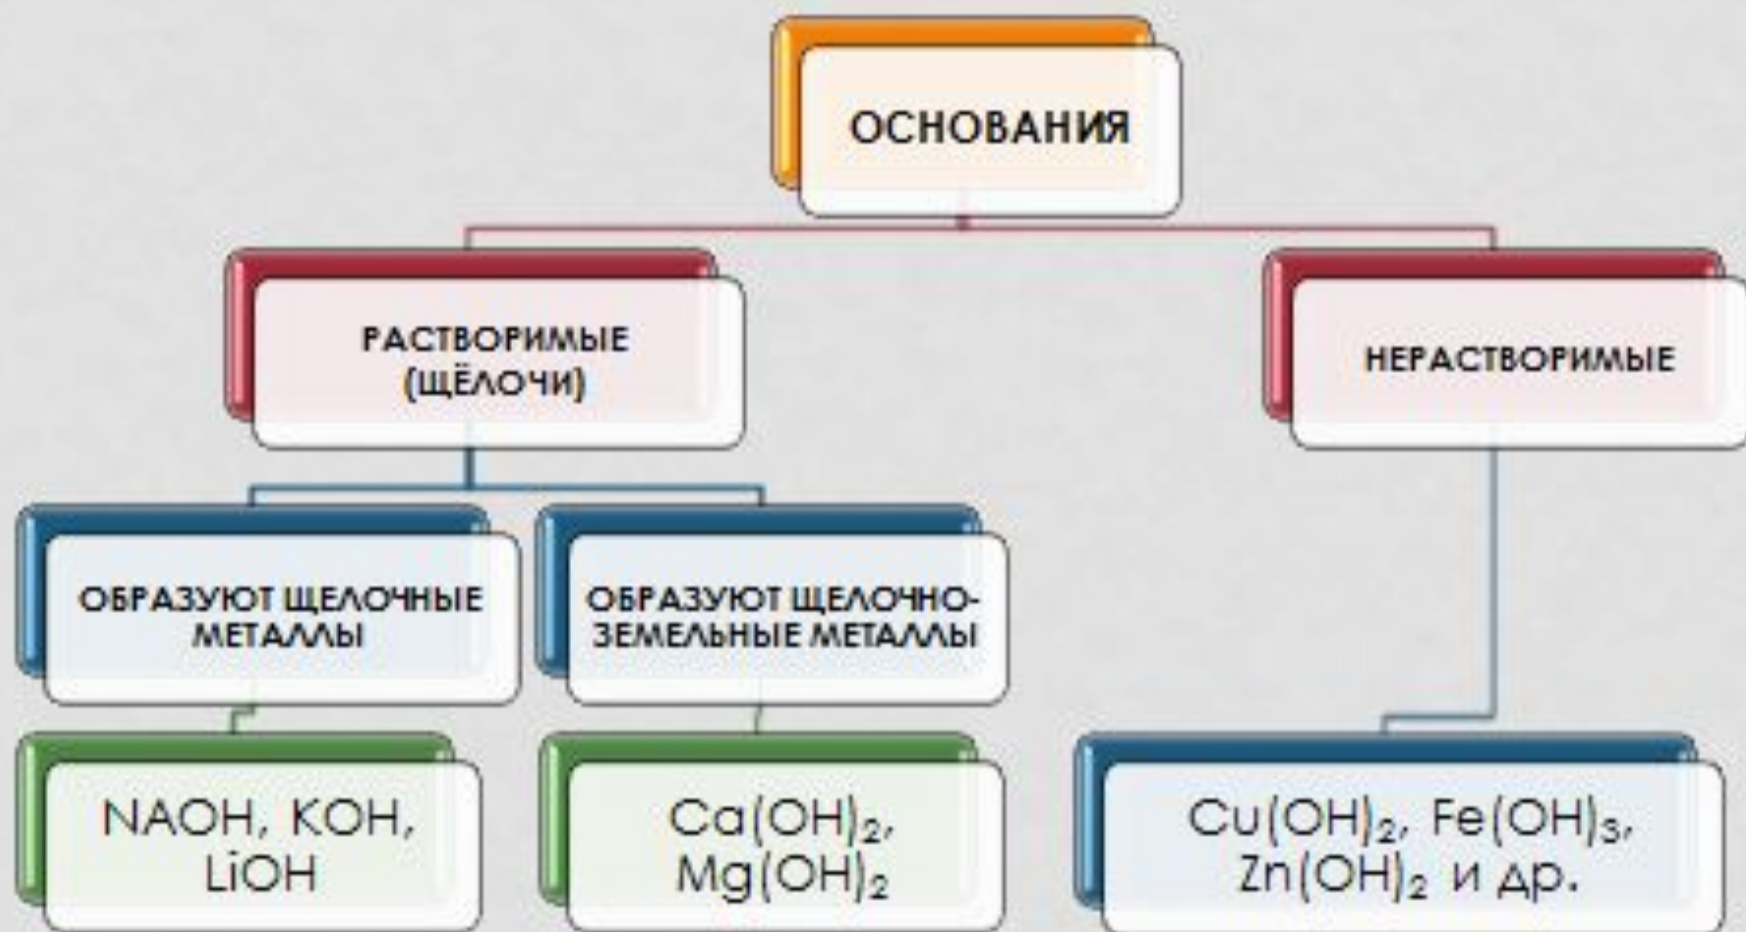 ОСНОВАНИЯ
РАСТВОРИМЫЕ
(ЩЁЛОЧИ)
НЕРАСТВОРИМЫЕ
ОБРАЗУЮТ ЩЕЛОЧНЫЕ
МЕТАЛЛЫ
ОБРАЗУЮТ ЩЕЛОЧНО-
ЗЕМЕЛЬНЫЕ МЕТАЛЛЫ
NAOH, KOH,
LiOH
Ca(OH)₂,
Mg(OH)₂
Cu(OH)₂, Fe(OH)₃,
Zn(OH)₂ и др.